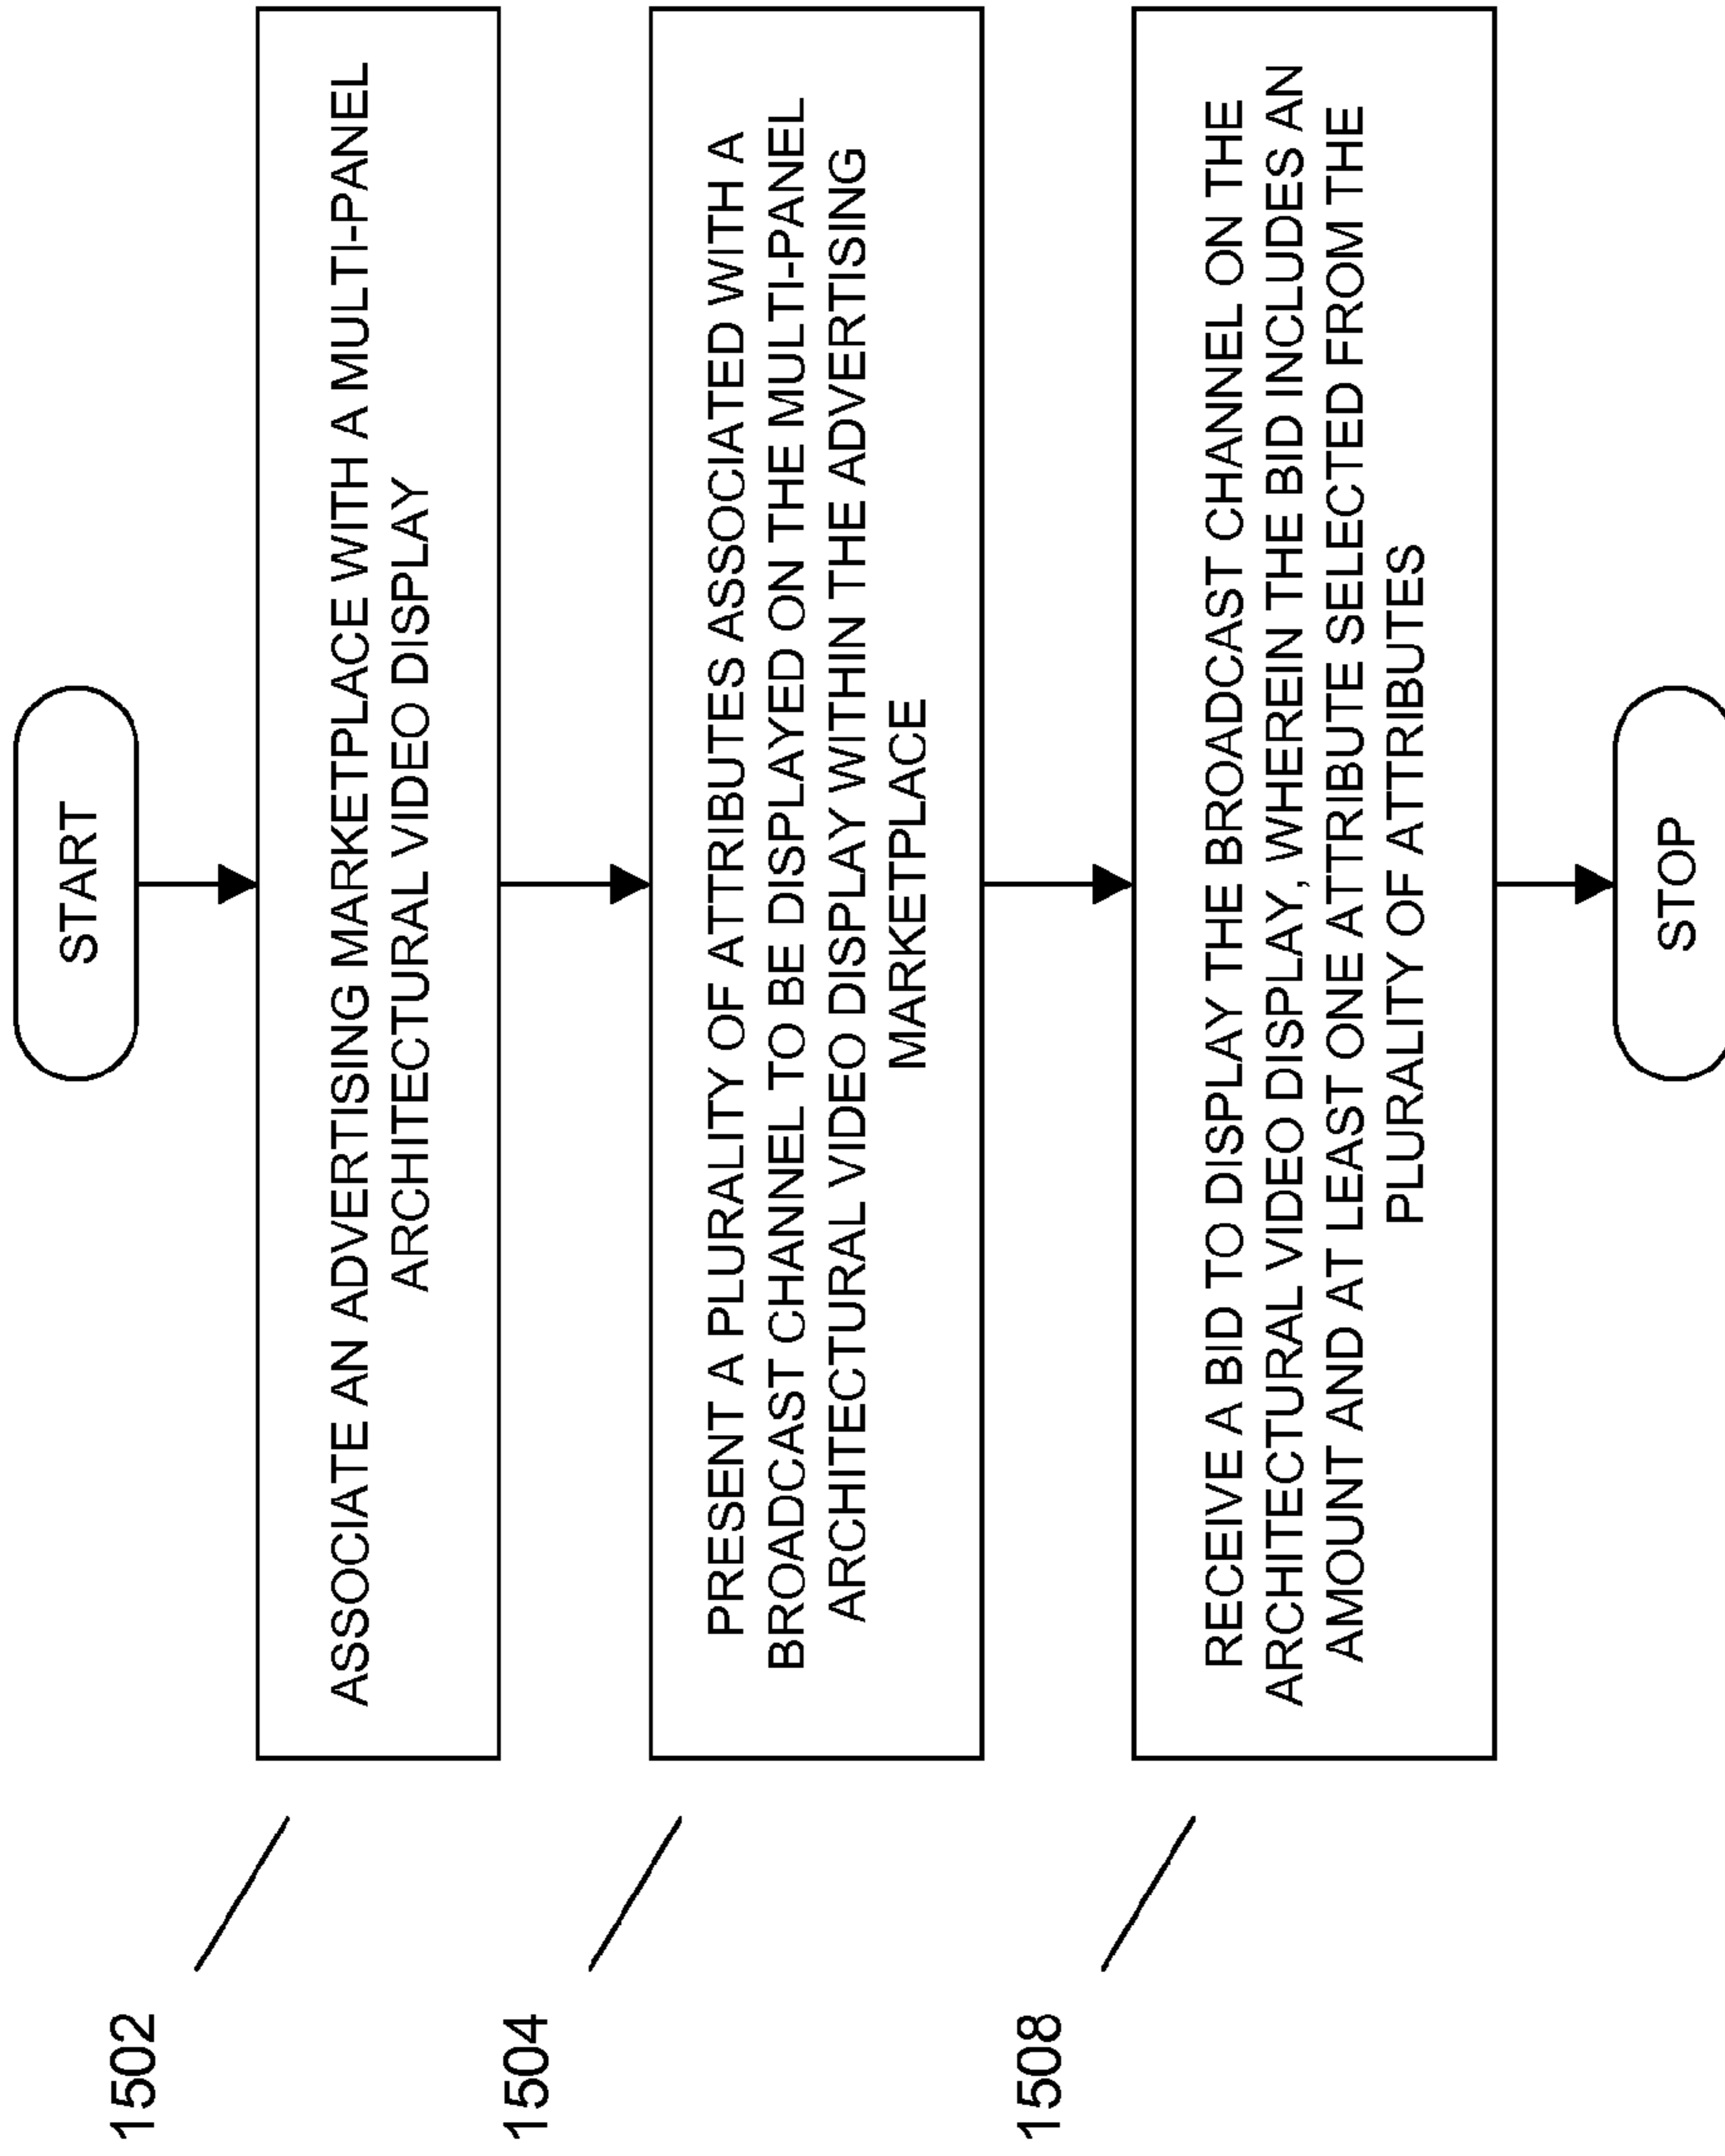 START
1502
ASSOCIATE AN ADVERTISING MARKETPLACE WITH A MULTI-PANEL
ARCHITECTURAL VIDEO DISPLAY
1504
PRESENT A PLURALITY OF ATTRIBUTES ASSOCIATED WITH A
BROADCAST CHANNEL TO BE DISPLAYED ON THE MULTI-PANEL
ARCHITECTURAL VIDEO DISPLAY WITHIN THE ADVERTISING
MARKETPLACE
1508
RECEIVE A BID TO DISPLAY THE BROADCAST CHANNEL ON THE
ARCHITECTURAL VIDEO DISPLAY, WHEREIN THE BID INCLUDES AN
AMOUNT AND AT LEAST ONE ATTRIBUTE SELECTED FROM THE
PLURALITY OF ATTRIBUTES
STOP